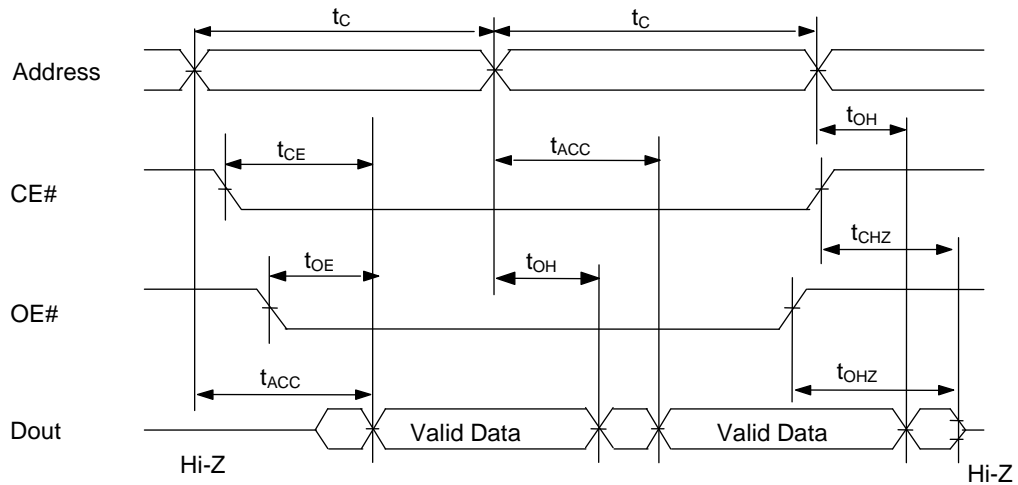 tC
tC
Address
tOH
tCE
tACC
CE#
tCHZ
tOE
tOH
OE#
tACC
tOHZ
Dout
Valid Data
Valid Data
Hi-Z
Hi-Z